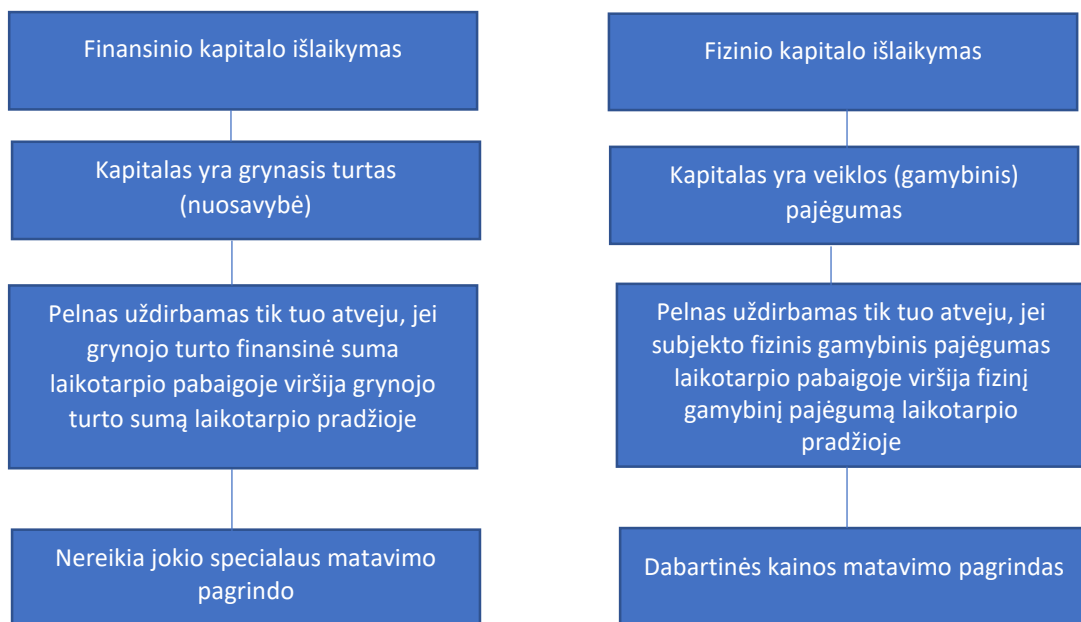 Finansinio kapitalo išlaikymas
Kapitalas yra grynasis turtas
(nuosavybė)
Pelnas uždirbamas tik tuo atveju, jei
grynojo turto finansinė suma
laikotarpio pabaigoje viršija grynojo
turto sumą laikotarpio pradžioje
Nereikia jokio specialaus matavimo
pagrindo
Fizinio kapitalo išlaikymas
Kapitalas yra veiklos (gamybinis)
pajėgumas
Pelnas uždirbamas tik tuo atveju, jei
subjekto fizinis gamybinis pajėgumas
laikotarpio pabaigoje viršija fizinį
gamybinį pajėgumą laikotarpio
pradžioje
Dabartinės kainos matavimo pagrindas